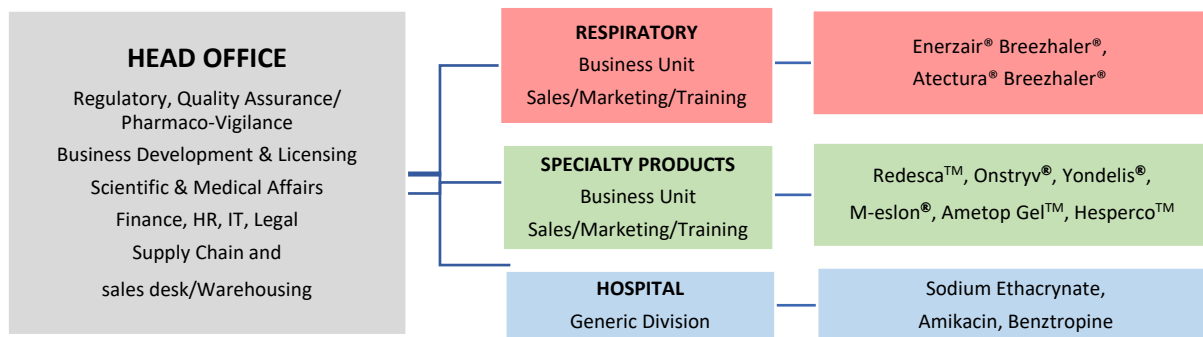 HEAD OFFICE
Regulatory, Quality Assurance/
Pharmaco-Vigilance
Business Development & Licensing
Scientific & Medical Affairs
Finance, HR, IT, Legal
Supply Chain and
sales desk/Warehousing
RESPIRATORY
Business Unit
Sales/Marketing/Training
Enerzair® Breezhaler®,
Atectura® Breezhaler®
SPECIALTY PRODUCTS
Business Unit
Sales/Marketing/Training
Redesca™, Onstryv®, Yondelis®,
M-eslon®, Ametop Gel™, Hesperco™
HOSPITAL
Generic Division
Sodium Ethacrynate,
Amikacin, Benztropine